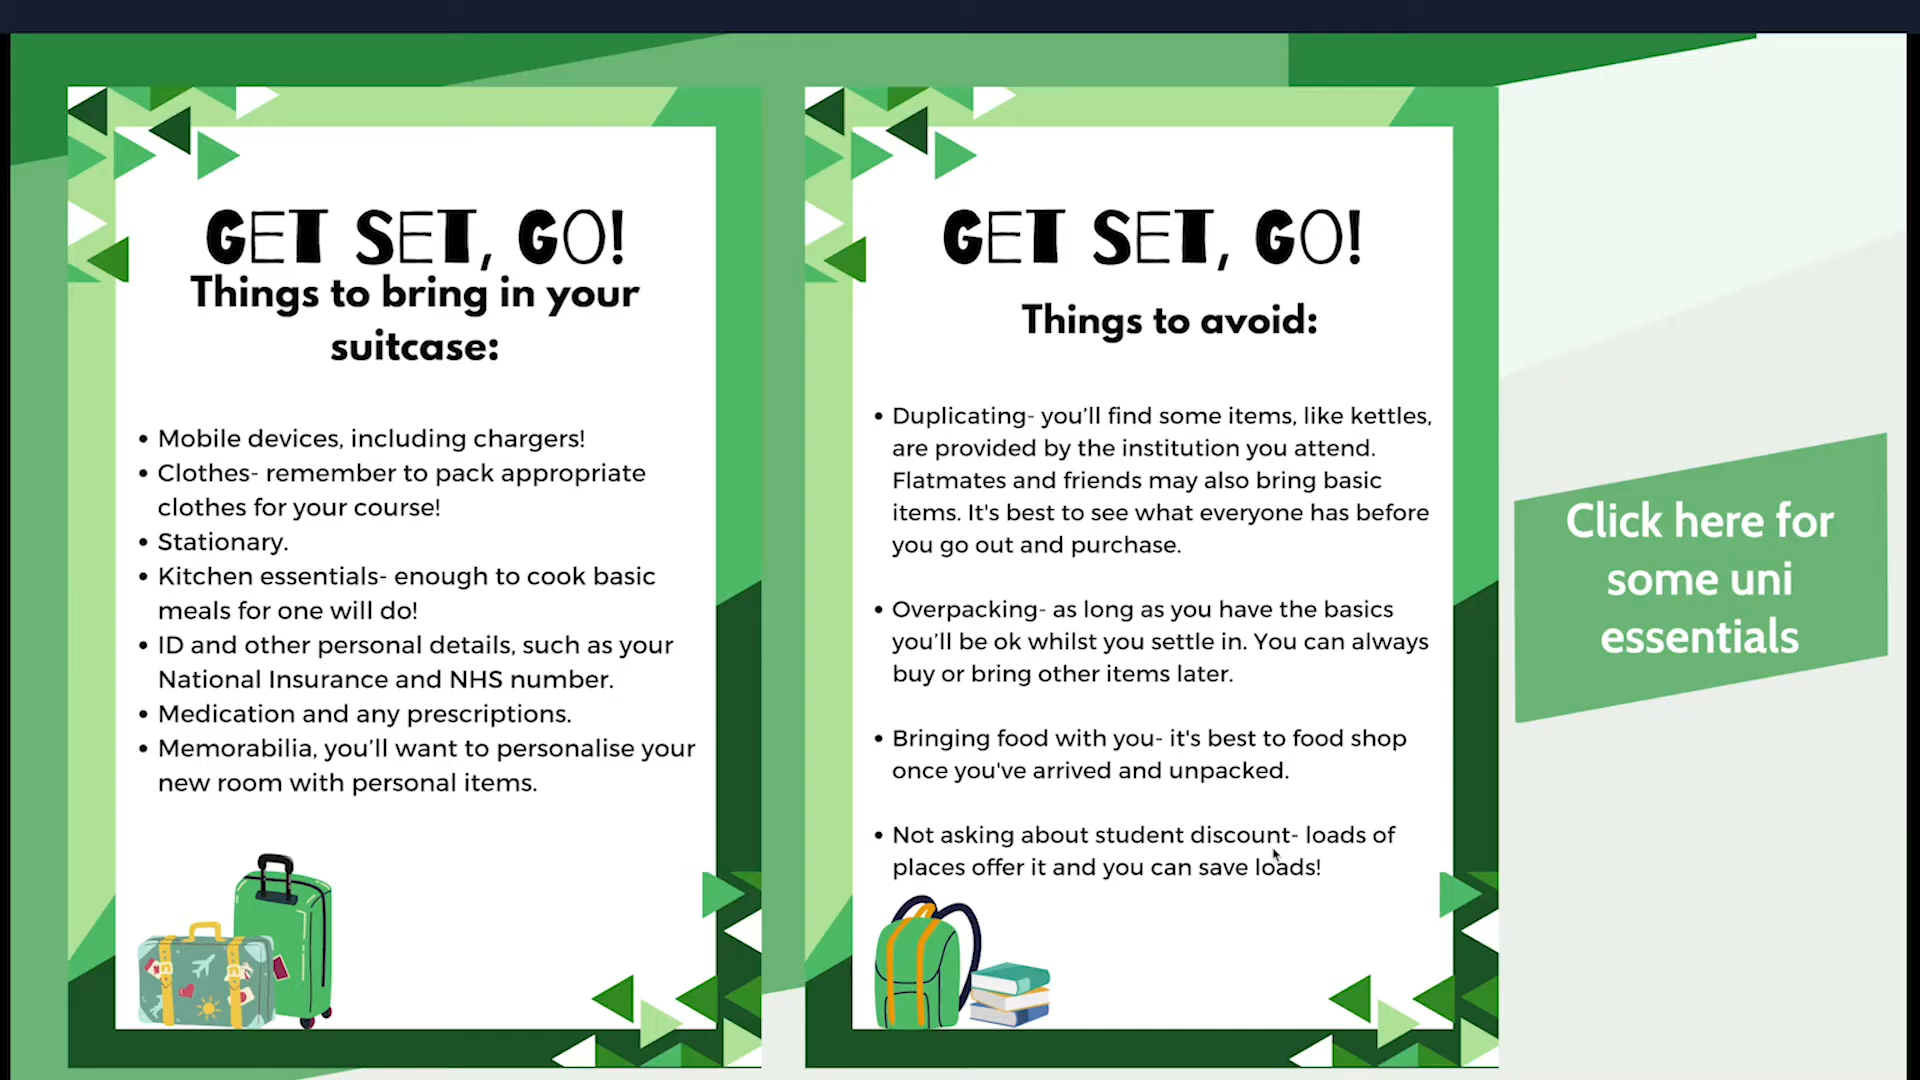 GET SET, GO!
Things to bring in your
suitcase:
• Mobile devices, including chargers!
• Clothes- remember to pack appropriate
clothes for your course!
• Stationary.
• Kitchen essentials- enough to cook basic
meals for one will do!
• ID and other personal details, such as your
National Insurance and NHS number.
• Medication and any prescriptions.
• Memorabilia, you’ll want to personalise your
new room with personal items.
GET SET, GO!
Things to avoid:
• Duplicating- you’ll find some items, like kettles,
are provided by the institution you attend.
Flatmates and friends may also bring basic
items. It's best to see what everyone has before
you go out and purchase.
• Overpacking- as long as you have the basics
you’ll be ok whilst you settle in. You can always
buy or bring other items later.
• Bringing food with you- it's best to food shop
once you've arrived and unpacked.
• Not asking about student discount- loads of
places offer it and you can save loads!
Click here for
some uni
essentials